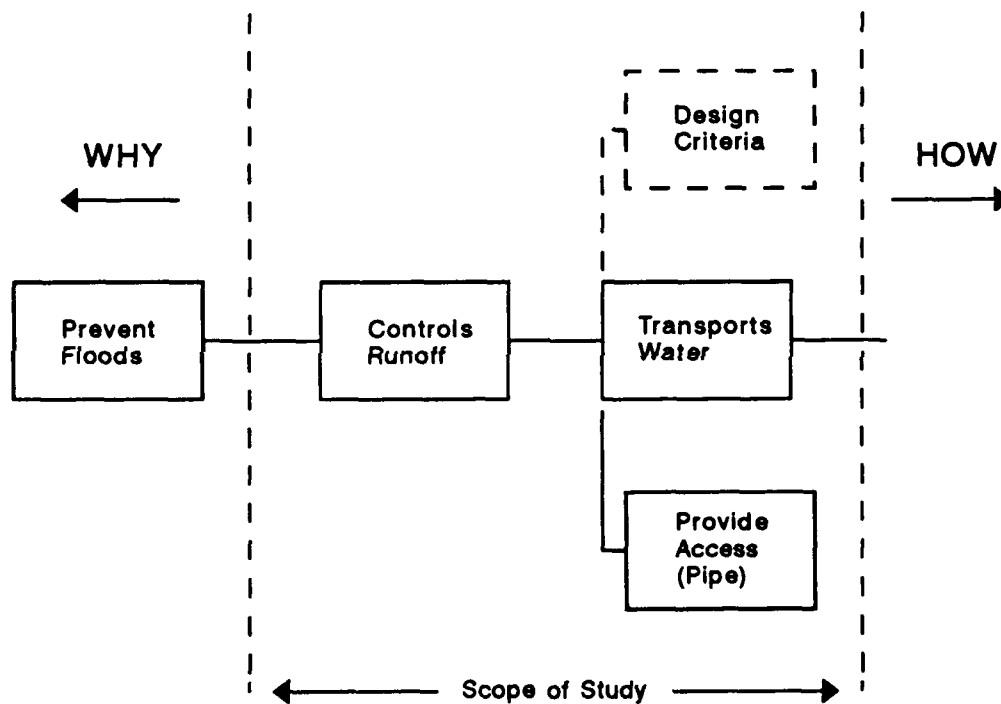 Design
Criteria
WHY
HOW
Prevent
Floods
Controls
Runoff
Transports
Water
Provide
Access
(Pipe)
Scope of Study